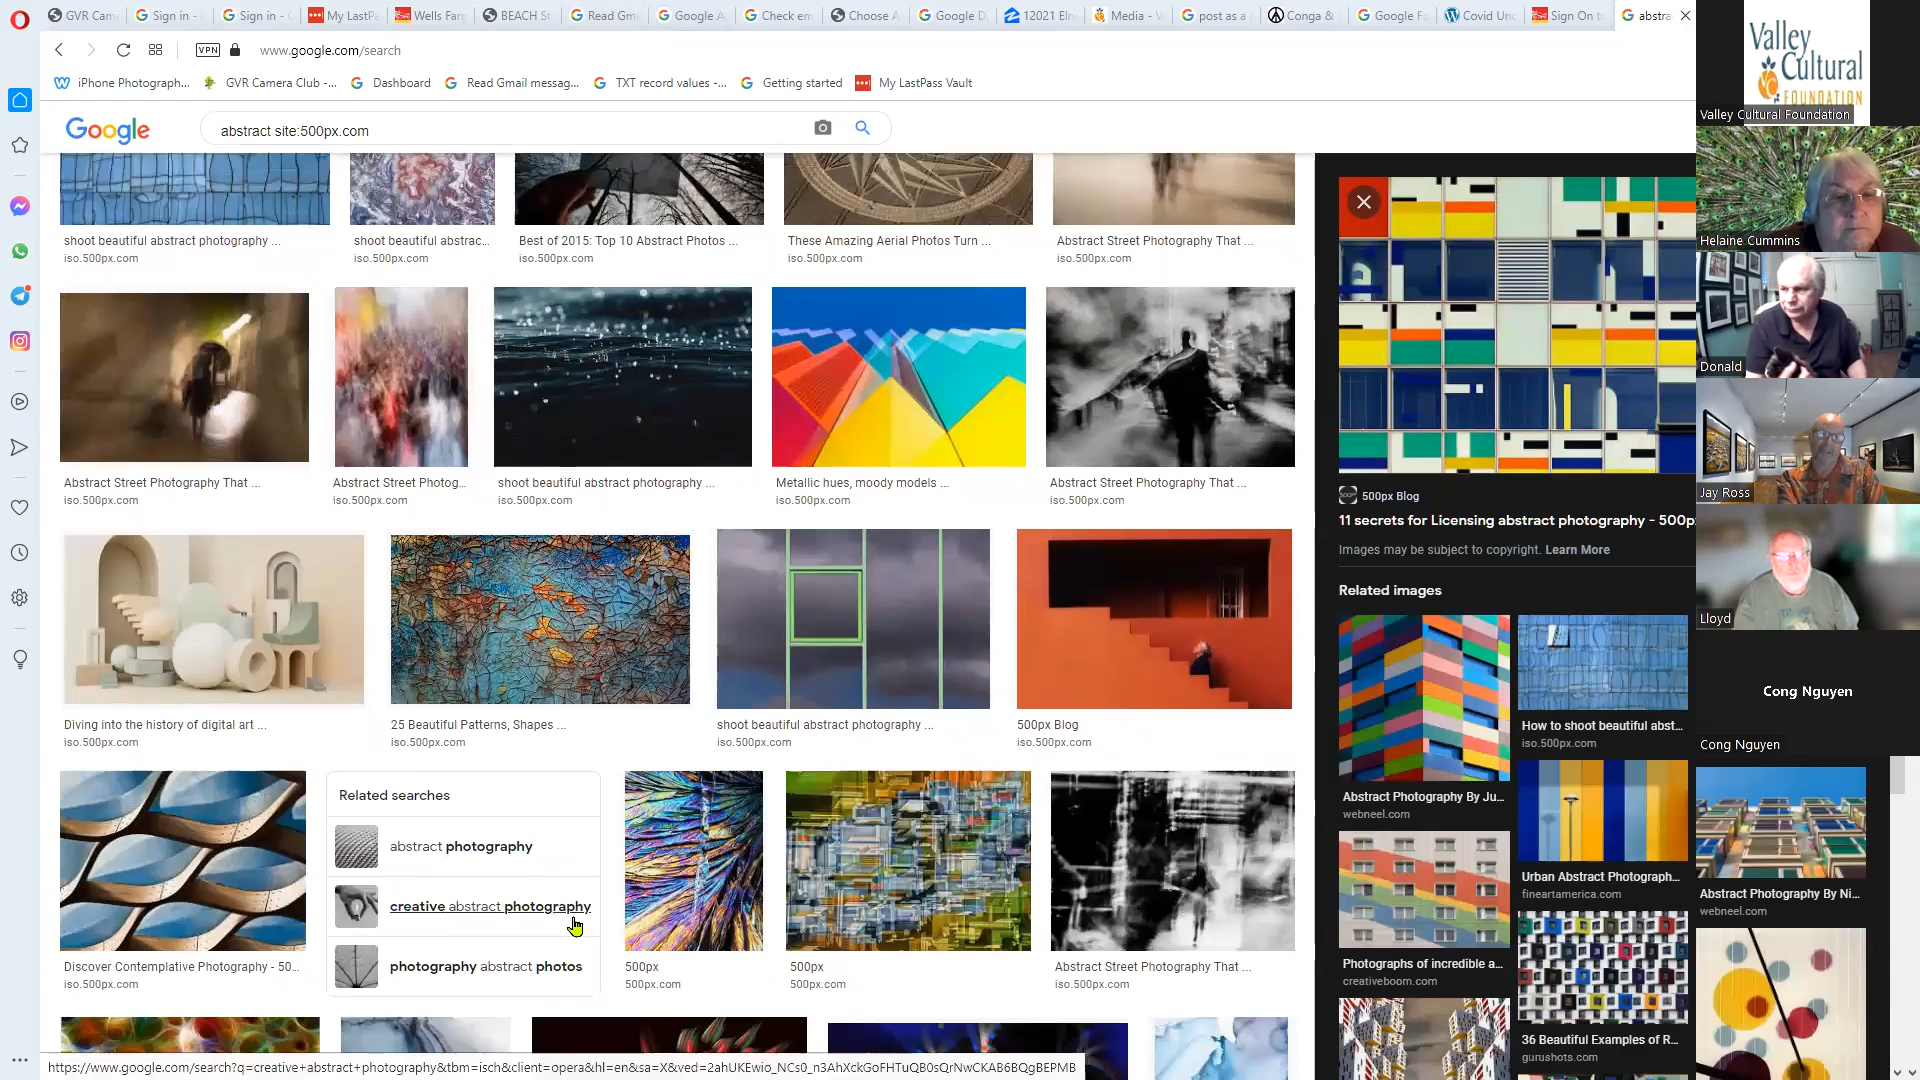 GVR Came
Sign in -
Sign in -
My LastPa
Wells Farg
BEACH St
Read Gma
Google A
Check em
Choose A
Google D
12021 Eln
Media - V
post as a
Conga &
Google Fo
Covid Und
Sign On to
abstra
VPN
www.google.com/search
iPhone Photograph...
GVR Camera Club -...
Dashboard
Read Gmail messag...
TXT record values -...
Getting started
My LastPass Vault
Google
abstract site:500px.com
shoot beautiful abstract photography ...
iso.500px.com
shoot beautiful abstrac...
iso.500px.com
Best of 2015: Top 10 Abstract Photos ...
iso.500px.com
These Amazing Aerial Photos Turn ...
iso.500px.com
Abstract Street Photography That ...
iso.500px.com
Abstract Street Photography That ...
iso.500px.com
Abstract Street Photog...
iso.500px.com
shoot beautiful abstract photography ...
iso.500px.com
Metallic hues, moody models ...
iso.500px.com
Abstract Street Photography That ...
iso.500px.com
Diving into the history of digital art ...
iso.500px.com
25 Beautiful Patterns, Shapes ...
iso.500px.com
shoot beautiful abstract photography ...
iso.500px.com
500px Blog
iso.500px.com
Discover Contemplative Photography - 50...
iso.500px.com
Related searches
abstract photography
creative abstract photography
photography abstract photos
500px
500px.com
500px
500px.com
Abstract Street Photography That ...
iso.500px.com
https://www.google.com/search?q=creative+abstract+photography&tbm=isch&client=opera&hl=en&sa=X&ved=2ahUKEwio_NCs0_n3AhXckGoFHTuQB0sQrNwCKAB6BQgBEPMB
500px Blog
11 secrets for Licensing abstract photography - 500p
Images may be subject to copyright. Learn More
Related images
Abstract Photography By Ju...
webneel.com
How to shoot beautiful abst...
iso.500px.com
Urban Abstract Photograph...
fineartamerica.com
Abstract Photography By Ni...
webneel.com
Photographs of incredible a...
creativeboom.com
36 Beautiful Examples of R...
gurushots.com
Valley
Cultural
FOUNDATION
Valley Cultural Foundation
Helaine Cummins
Donald
Jay Ross
Lloyd
Cong Nguyen
Cong Nguyen